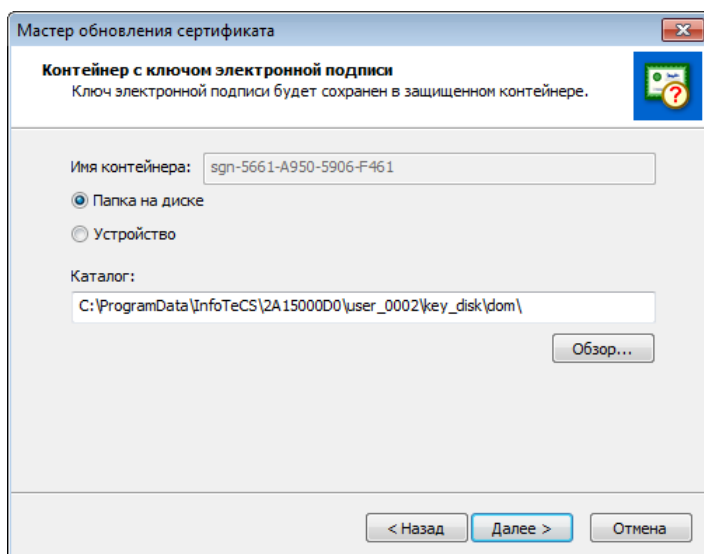 Мастер обновления сертификата
Контейнер с ключом электронной подписи
Ключ электронной подписи будет сохранен в защищенном контейнере.
Имя контейнера: sgn-5661-A950-5906-F461
Папка на диске
Устройство
Каталог:
C:\ProgramData\InfoTeCS\2A15000D0\user_0002\key_disk\dom\
Обзор...
< Назад Далее > Отмена